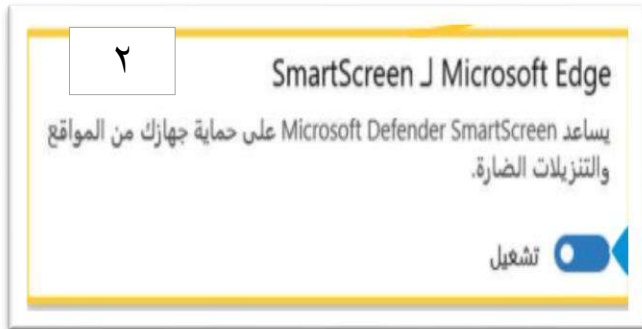 ٢
SmartScreen لـ Microsoft Edge
يساعد Microsoft Defender SmartScreen على حماية جهازك من المواقع
والتنزيلات الضارة.
تشغيل